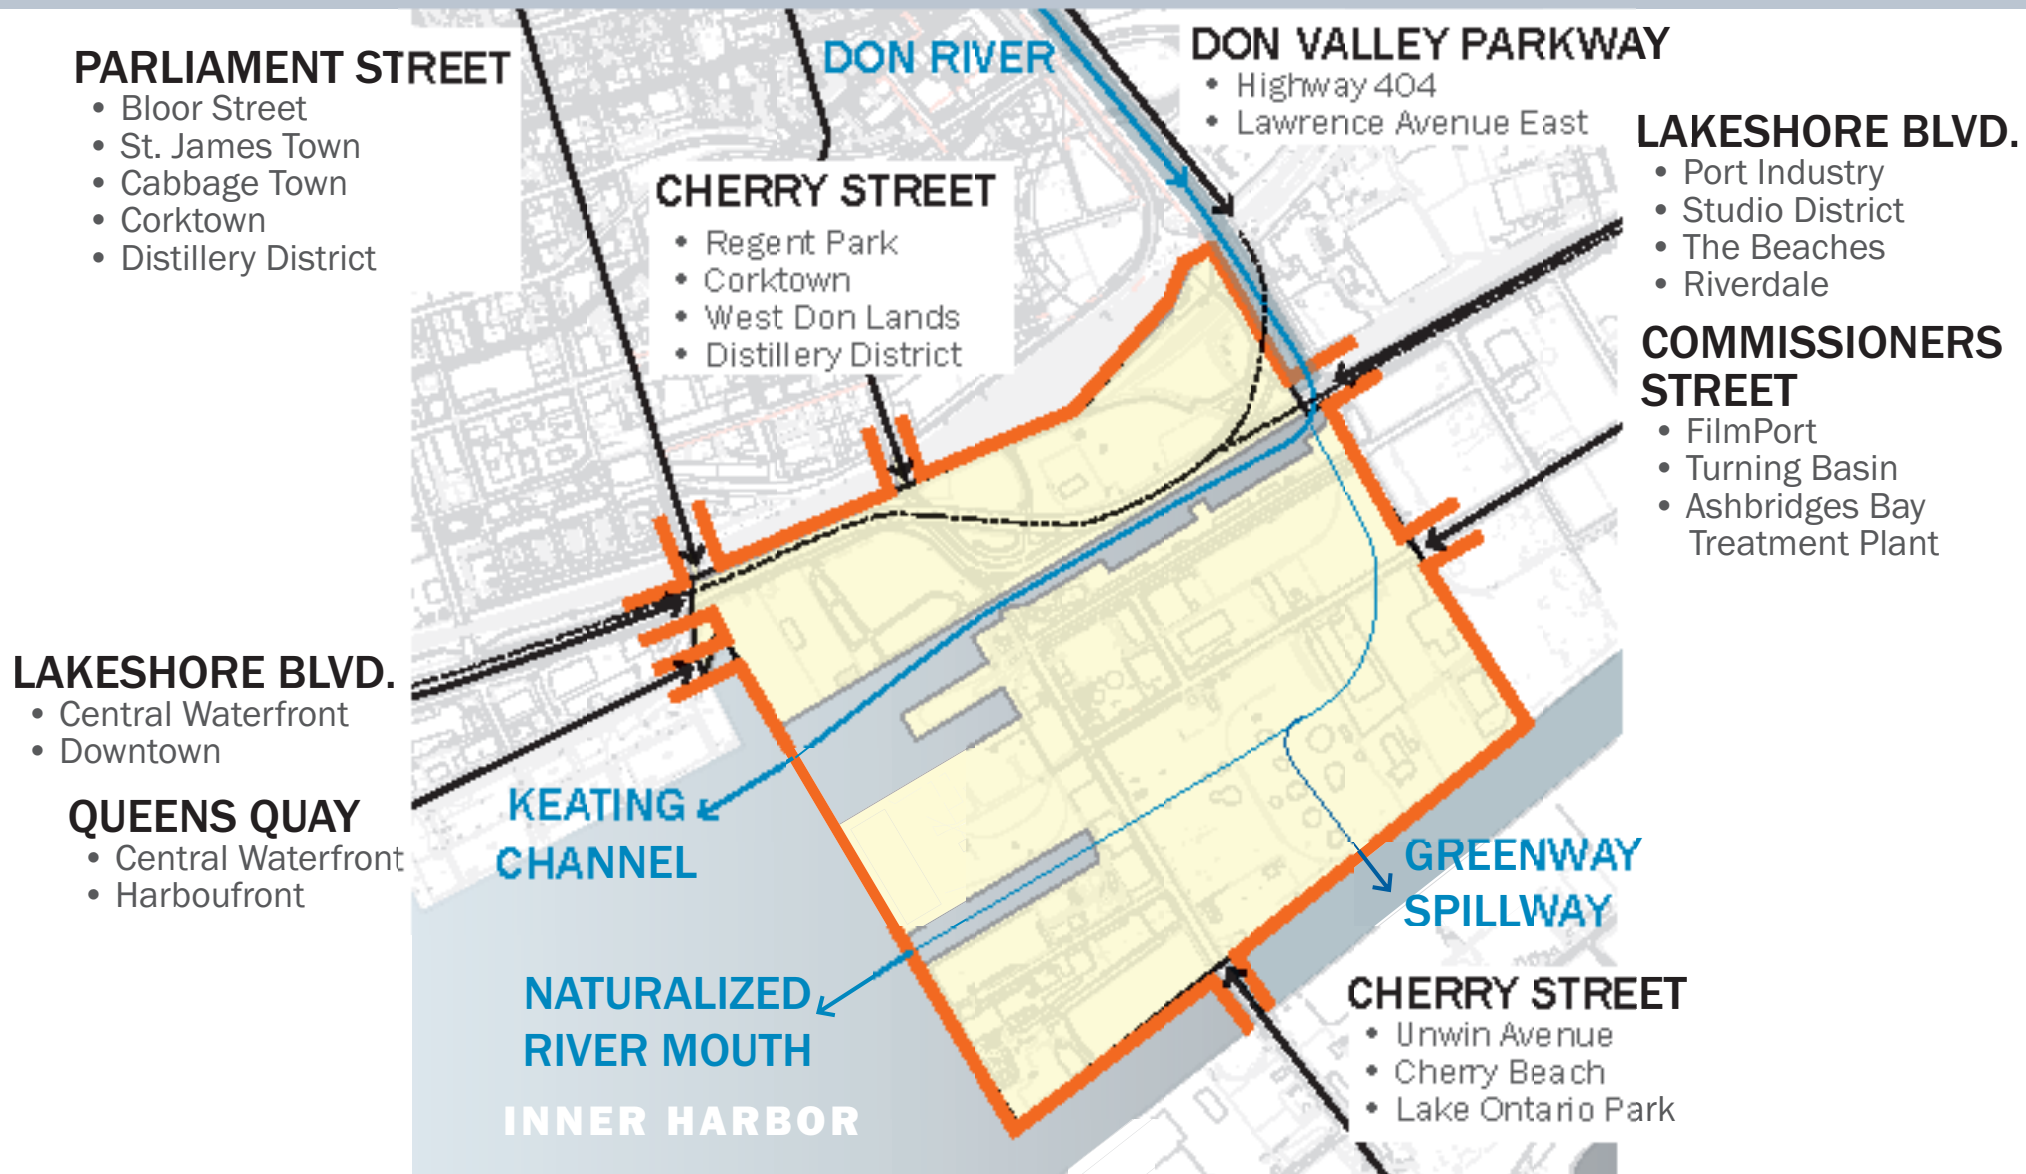 PARLIAMENT STREET
• Bloor Street
• St. James Town
• Cabbage Town
• Corktown
• Distillery District
DON RIVER
DON VALLEY PARKWAY
• Highway 404
• Lawrence Avenue East
CHERRY STREET
• Regent Park
• Corktown
• West Don Lands
• Distillery District
LAKESHORE BLVD.
• Port Industry
• Studio District
• The Beaches
• Riverdale
COMMISSIONERS
STREET
• FilmPort
• Turning Basin
• Ashbridges Bay
Treatment Plant
LAKESHORE BLVD.
• Central Waterfront
• Downtown
QUEENS QUAY
• Central Waterfront
• Harboufront
KEATING
CHANNEL
GREENWAY
SPILLWAY
NATURALIZED
RIVER MOUTH
INNER HARBOR
CHERRY STREET
• Unwin Avenue
• Cherry Beach
• Lake Ontario Park